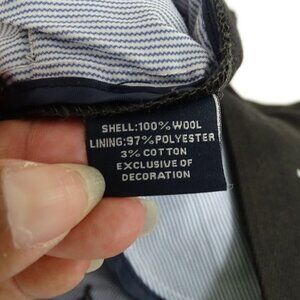 SHELL:100% WOOL
LINING:97% POLYESTER
3% COTTON
EXCLUSIVE OF
DECORATION